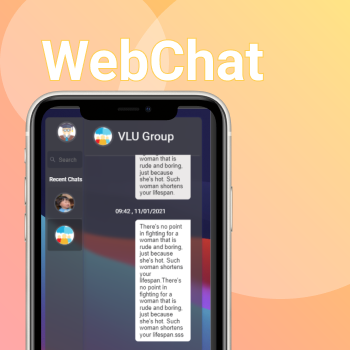 WebChat
VLU Group
Search
Recent Chats
woman that is
rude and boring,
just because
she's hot. Such
woman shortens
your lifespan.
09:42 , 11/01/2021
There's no point
in fighting for a
woman that is
rude and boring,
just because
she's hot. Such
woman shortens
your
lifespan.There's
no point in
fighting for a
woman that is
rude and boring,
just because
she's hot. Such
woman shortens
your lifespan.sss